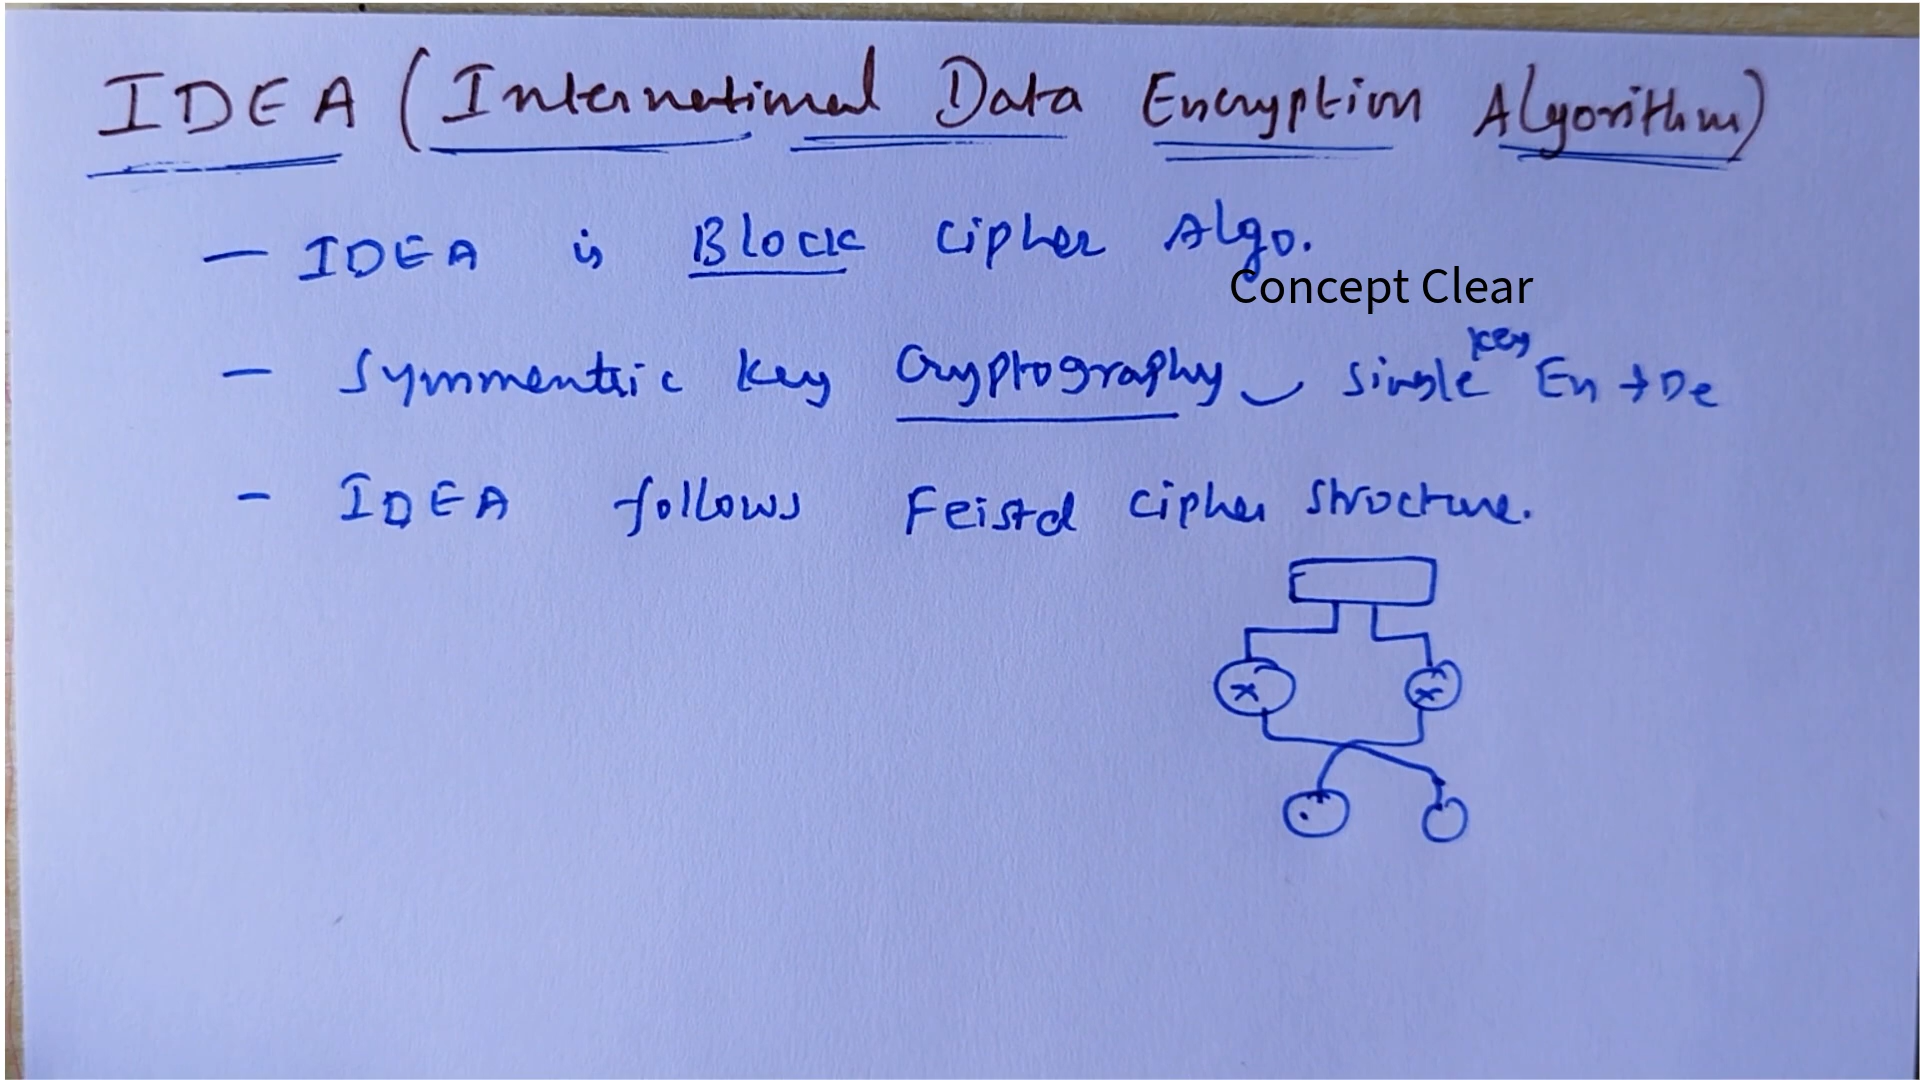 IDEA (International Data Encryption Algorithm)
- IDEA is Block cipher Algo.
Concept Clear
- Symmentric key Cryptography - single key En + De
- IDEA follows Feistel cipher structure.
x x